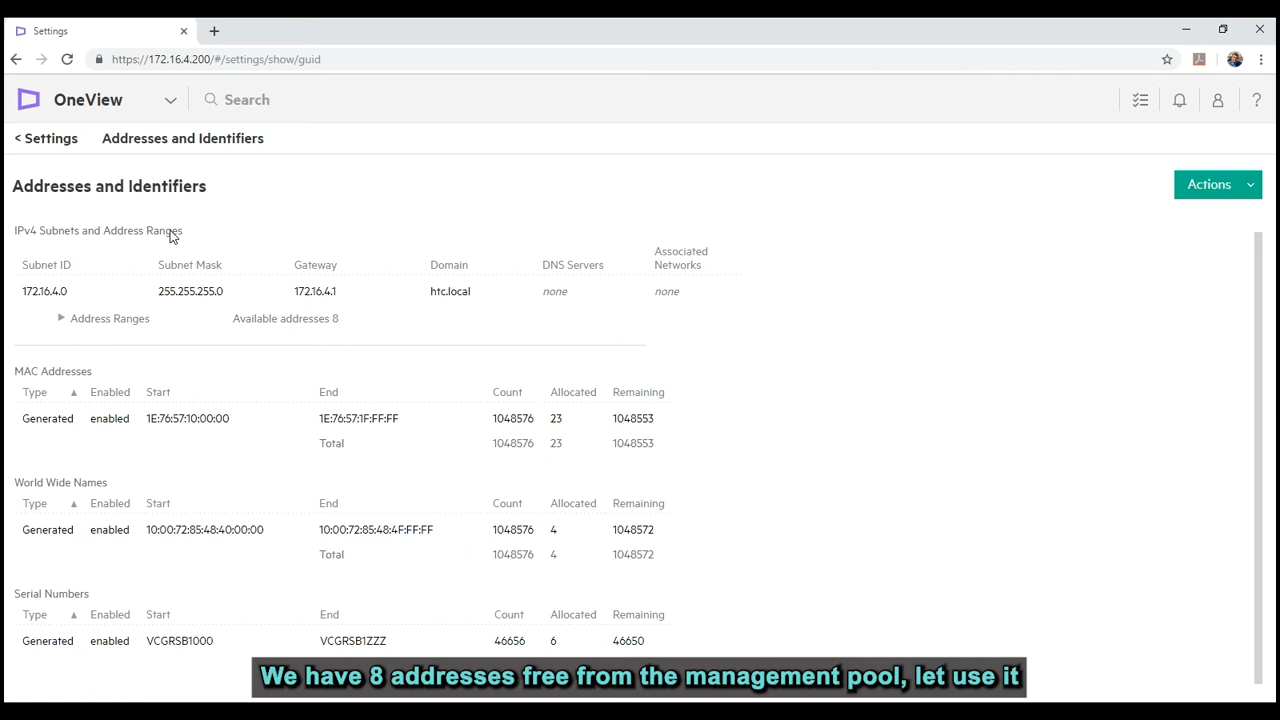 Settings
https://172.16.4.200/#/settings/show/guid
OneView
Search
?
< Settings Addresses and Identifiers
Addresses and Identifiers
Actions
IPv4 Subnets and Address Ranges
Subnet ID Subnet Mask Gateway Domain DNS Servers Associated Networks
172.16.4.0 255.255.255.0 172.16.4.1 htc.local none none
Address Ranges Available addresses 8
MAC Addresses
Type Enabled Start End Count Allocated Remaining
Generated enabled 1E:76:57:10:00:00 1E:76:57:1F:FF:FF 1048576 23 1048553
Total 1048576 23 1048553
World Wide Names
Type Enabled Start End Count Allocated Remaining
Generated enabled 10:00:72:85:48:40:00:00 10:00:72:85:48:4F:FF:FF 1048576 4 1048572
Total 1048576 4 1048572
Serial Numbers
Type Enabled Start End Count Allocated Remaining
Generated enabled VCGRSB1000 VCGRSB1ZZZ 46656 6 46650
We have 8 addresses free from the management pool, let use it